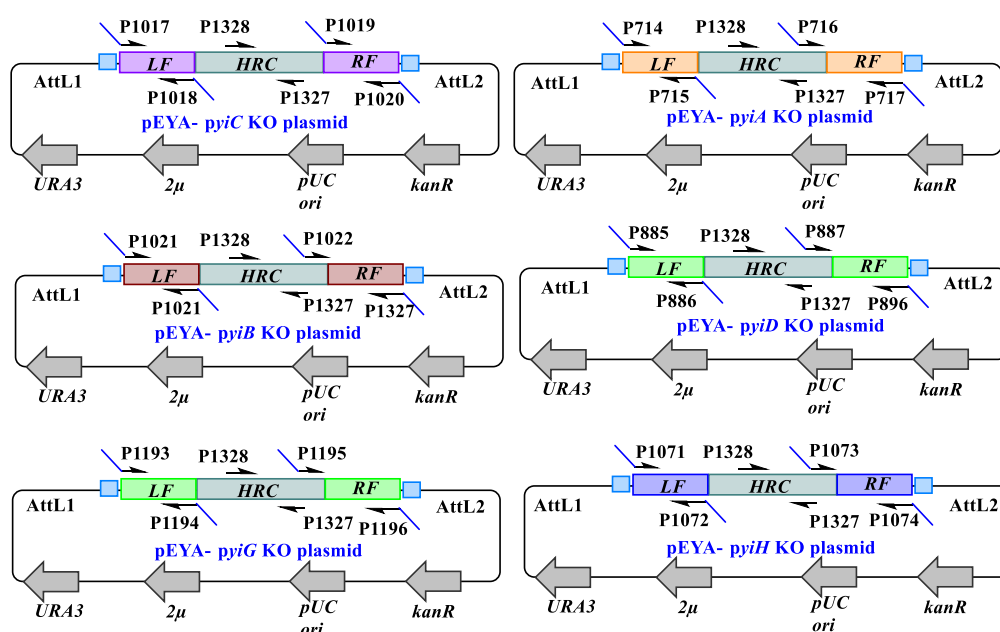 P1017 P1328 P1019
LF HRC RF
AttL1 AttL2
P1018 P1327 P1020
pEYA- pyiC KO plasmid
URA3 2μ pUC ori kanR
P714 P1328 P716
LF HRC RF
AttL1 AttL2
P715 P1327 P717
pEYA- pyiA KO plasmid
URA3 2μ pUC ori kanR
P1021 P1328 P1022
LF HRC RF
AttL1 AttL2
P1021 P1327 P1327
pEYA- pyiB KO plasmid
URA3 2μ pUC ori kanR
P885 P1328 P887
LF HRC RF
AttL1 AttL2
P886 P1327 P896
pEYA- pyiD KO plasmid
URA3 2μ pUC ori kanR
P1193 P1328 P1195
LF HRC RF
AttL1 AttL2
P1194 P1327 P1196
pEYA- pyiG KO plasmid
URA3 2μ pUC ori kanR
P1071 P1328 P1073
LF HRC RF
AttL1 AttL2
P1072 P1327 P1074
pEYA- pyiH KO plasmid
URA3 2μ pUC ori kanR